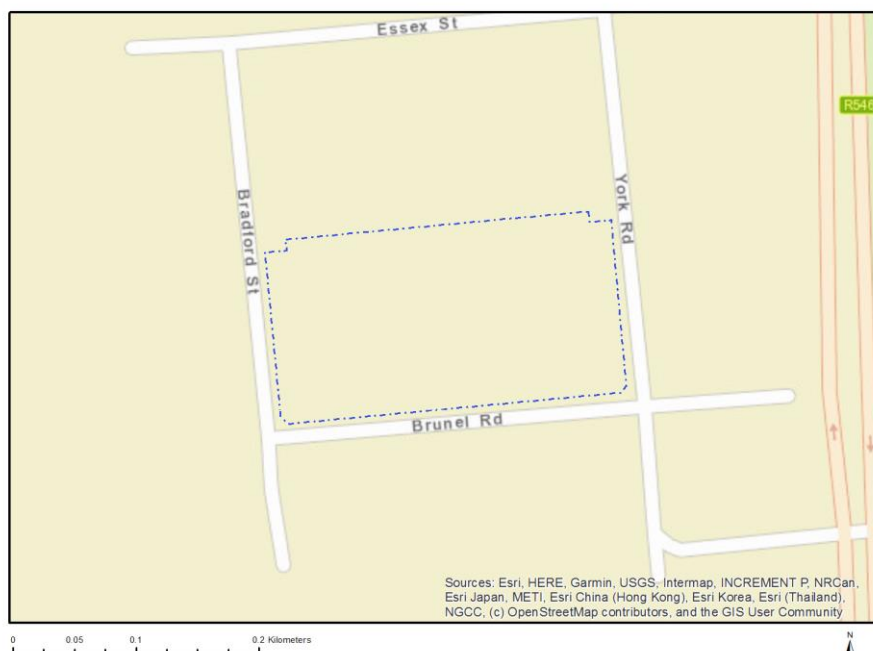 Essex St
R546
York Rd
Bradford St
Brunel Rd
Sources: Esri, HERE, Garmin, USGS, Intermap, INCREMENT P, NRCan,
Esri Japan, METI, Esri China (Hong Kong), Esri Korea, Esri (Thailand),
NGCC, (c) OpenStreetMap contributors, and the GIS User Community
0 0.05 0.1 0.2 Kilometers
N